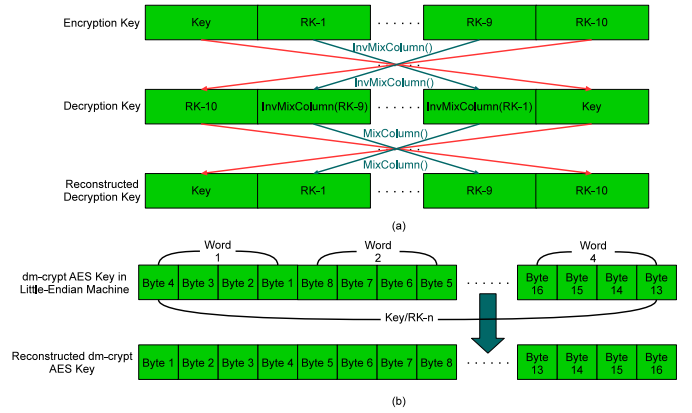 Encryption Key
Key RK-1 · · · · · · RK-9 RK-10
InvMixColumn()
InvMixColumn()
Decryption Key
RK-10 InvMixColumn(RK-9) · · · · · · InvMixColumn(RK-1) Key
MixColumn()
MixColumn()
Reconstructed
Decryption Key
Key RK-1 · · · · · · RK-9 RK-10
(a)
Word
1
Word
2
Word
4
dm-crypt AES Key in
Little-Endian Machine
Byte 4 Byte 3 Byte 2 Byte 1 Byte 8 Byte 7 Byte 6 Byte 5 · · · · · · Byte
16 Byte
15 Byte
14 Byte
13
Key/RK-n
Reconstructed dm-crypt
AES Key
Byte 1 Byte 2 Byte 3 Byte 4 Byte 5 Byte 6 Byte 7 Byte 8 · · · · · · Byte
13 Byte
14 Byte
15 Byte
16
(b)